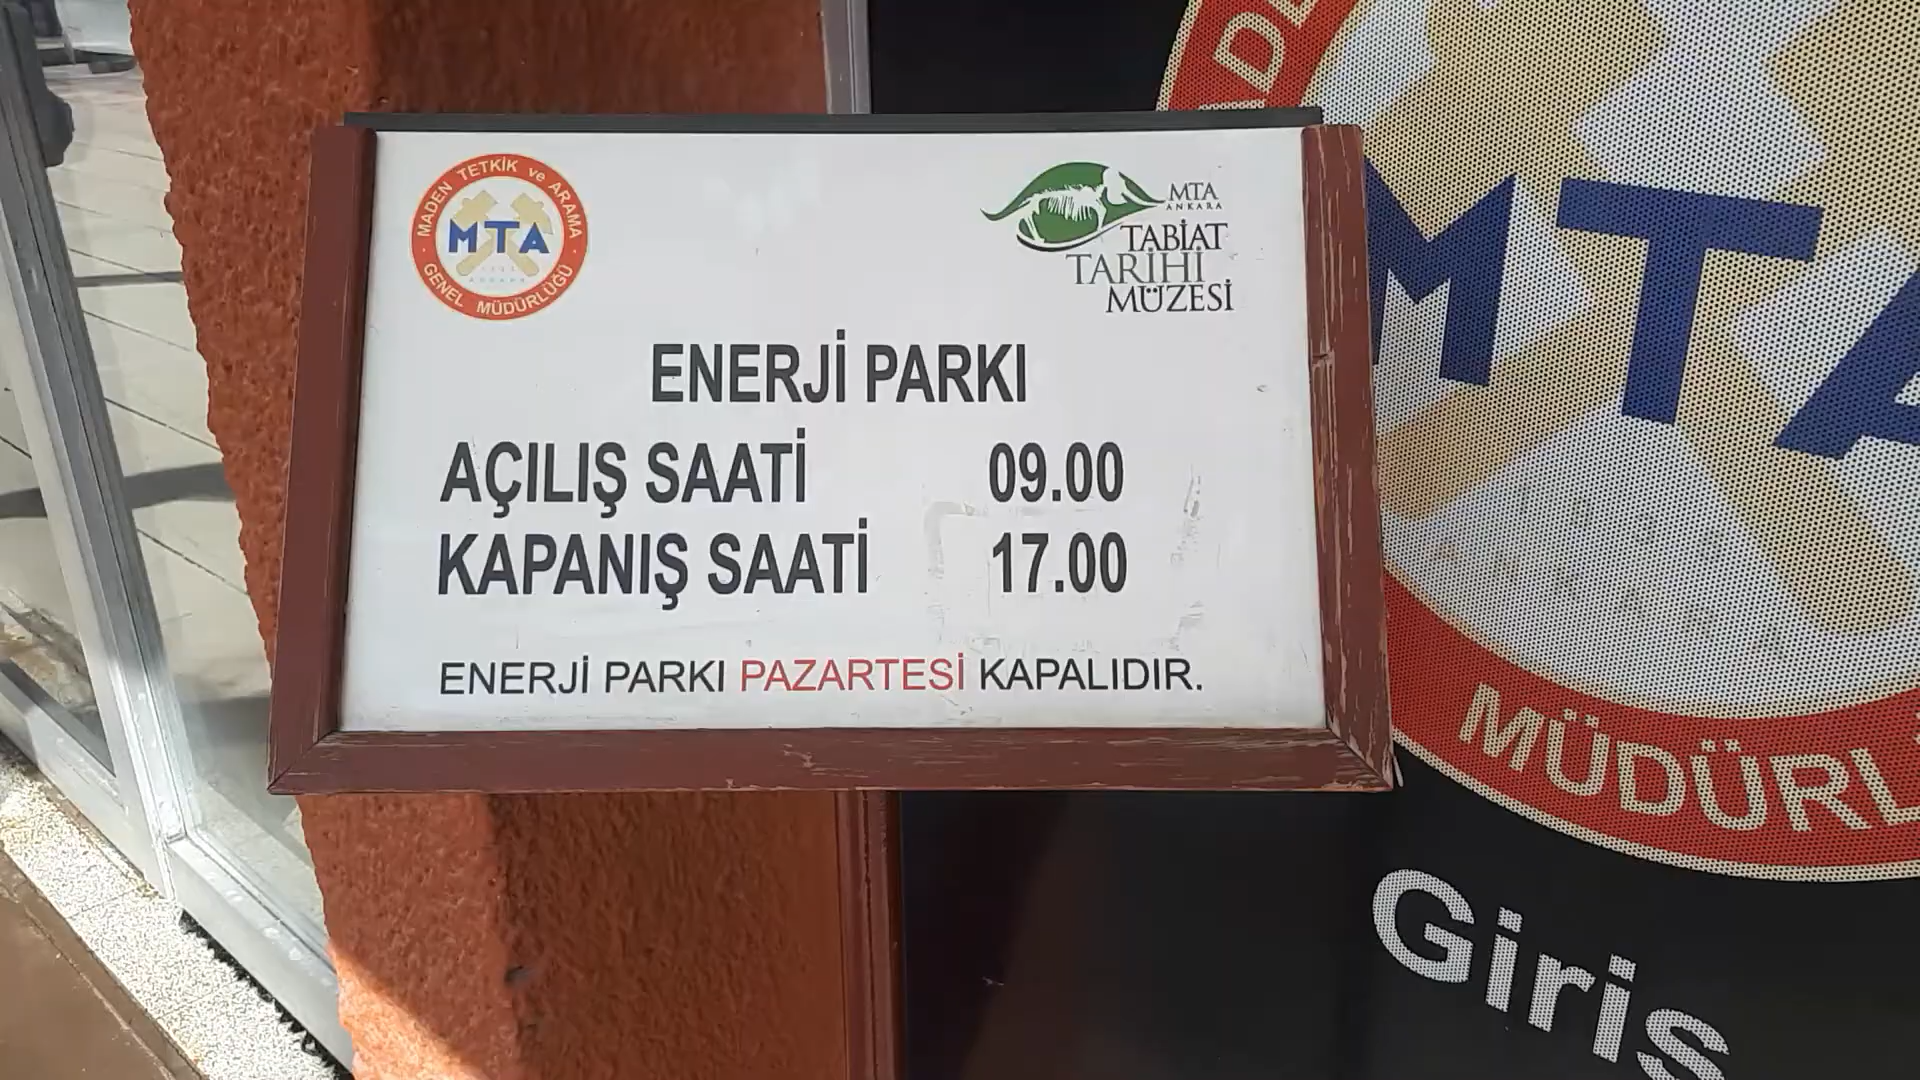 MADEN TETKİK ve ARAMA
MTA
GENEL MÜDÜRLÜĞÜ
MTA
ANKARA
TABİAT
TARİHİ
MÜZESİ
ENERJİ PARKI
AÇILIŞ SAATİ 09.00
KAPANIŞ SAATİ 17.00
ENERJİ PARKI PAZARTESİ KAPALIDIR.
MTA
Giriş